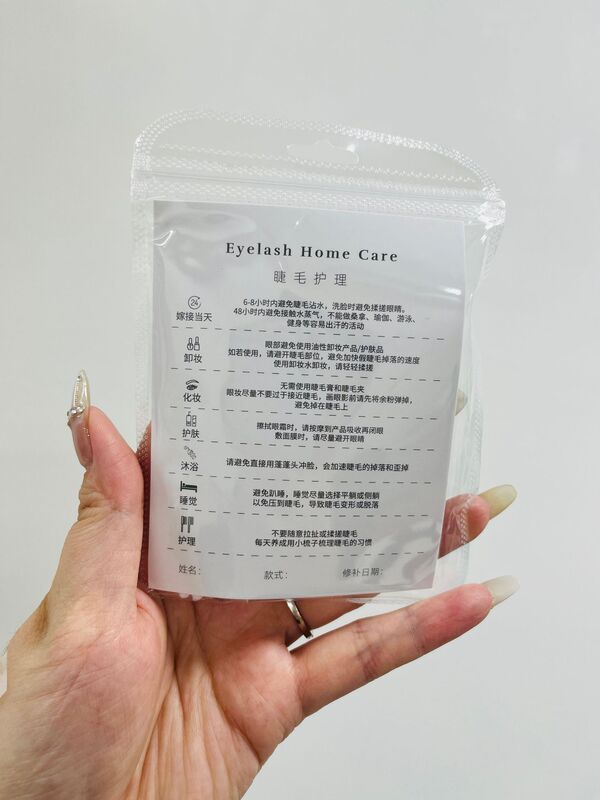 Eyelash Home Care
睫毛护理
24
嫁接当天
6-8小时内避免睫毛沾水，洗脸时避免揉搓眼睛。
48小时内避免接触水蒸气，不能做桑拿、瑜伽、游泳、
健身等容易出汗的活动
卸妆
眼部避免使用油性卸妆产品/护肤品
如若使用，请避开睫毛部位，避免加快假睫毛掉落的速度
使用卸妆水卸妆，请轻轻揉搓
化妆
无需使用睫毛膏和睫毛夹
眼妆尽量不要过于接近睫毛，画眼影前请先将余粉弹掉，
避免掉在睫毛上
护肤
擦拭眼霜时，请按摩到产品吸收再闭眼
敷面膜时，请尽量避开眼睛
沐浴
请避免直接用蓬蓬头冲脸，会加速睫毛的掉落和歪掉
睡觉
避免趴睡，睡觉尽量选择平躺或侧躺
以免压到睫毛，导致睫毛变形或脱落
护理
不要随意拉扯或揉搓睫毛
每天养成用小梳子梳理睫毛的习惯
姓名：
款式：
修补日期：